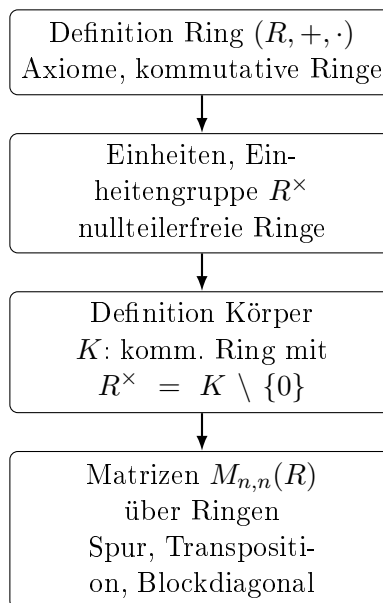 Definition Ring (R, +, ·)
Axiome, kommutative Ringe
Einheiten, Ein-
heitengruppe R^×
nullteilerfreie Ringe
Definition Körper
K: komm. Ring mit
R^× = K \ {0}
Matrizen M_{n,n}(R)
über Ringen
Spur, Transpositi-
on, Blockdiagonal